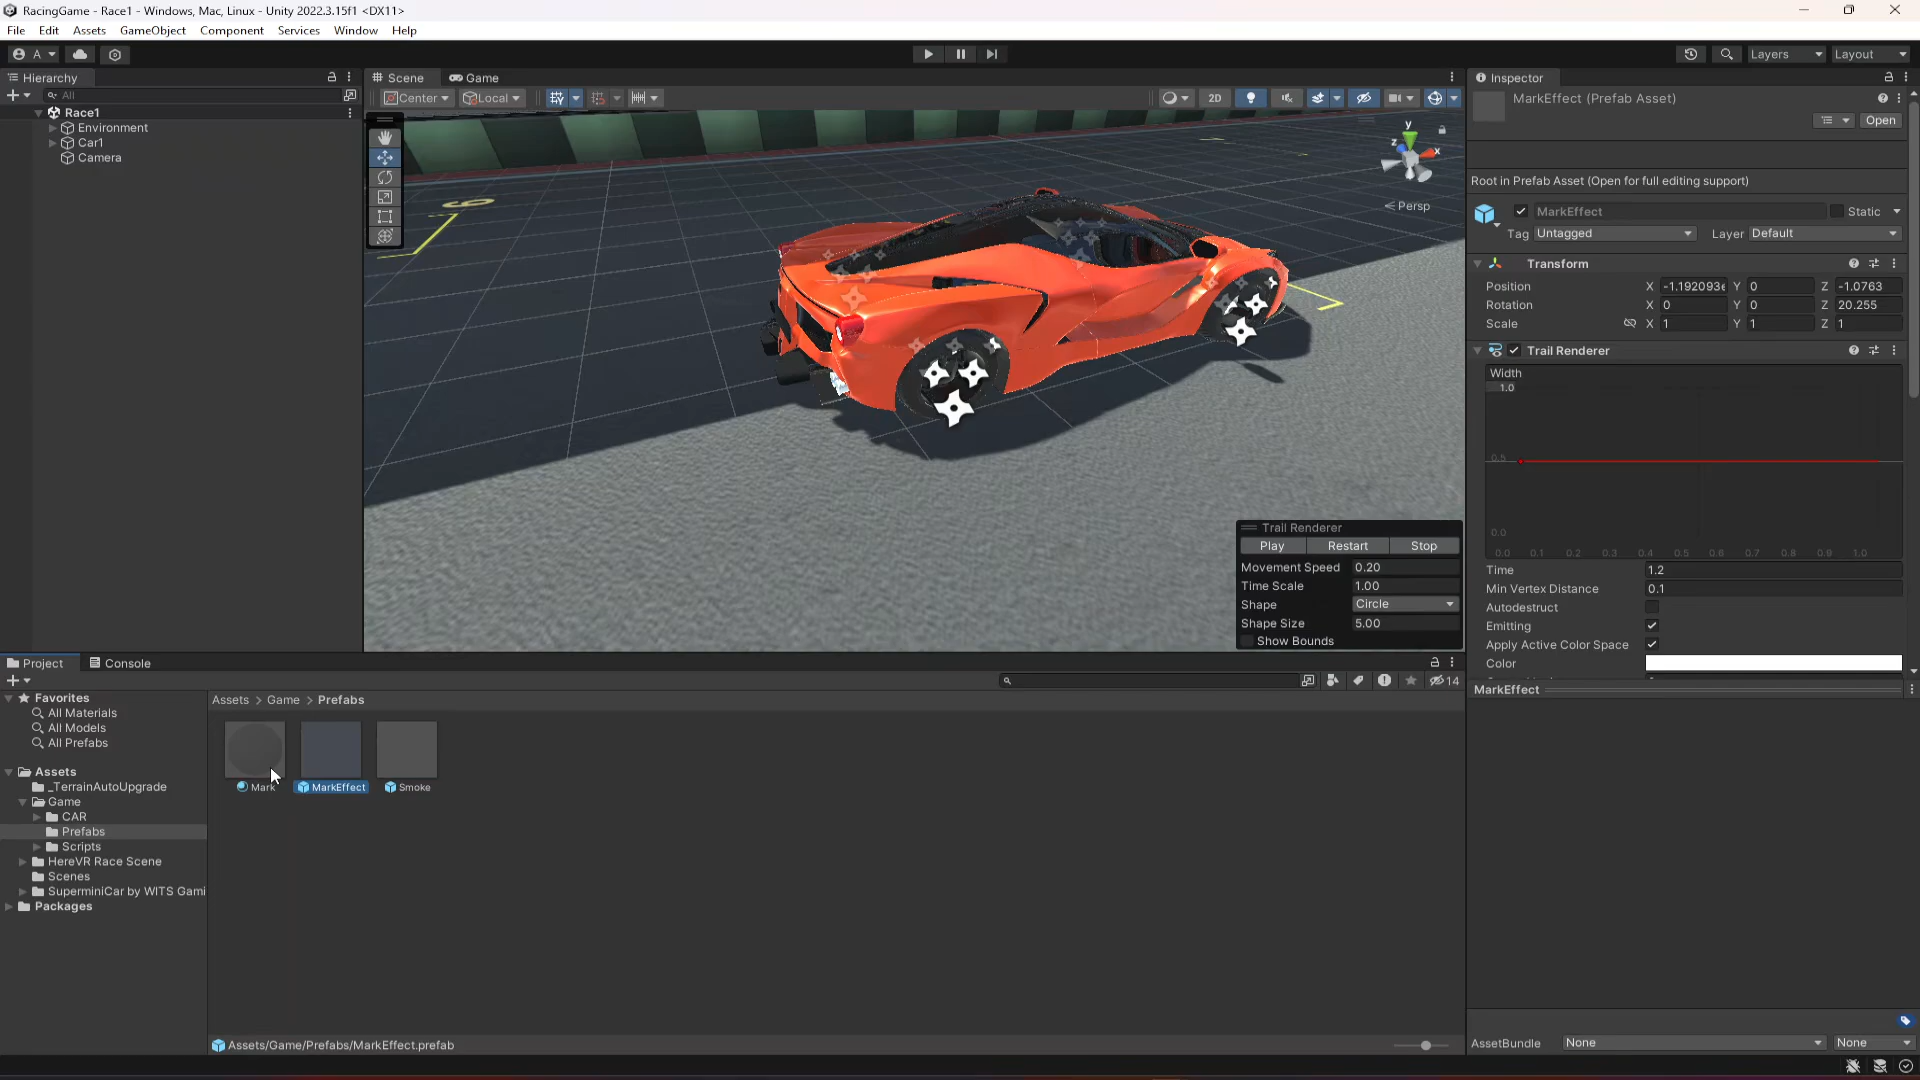 RacingGame - Race1 - Windows, Mac, Linux - Unity 2022.3.15f1 <DX11>
File Edit Assets GameObject Component Services Window Help
A
Layers Layout
Hierarchy
All
Race1
Environment
Car1
Camera
Scene Game
Center Local 2D
6
y
z x
Persp
Trail Renderer
Play Restart Stop
Movement Speed 0.20
Time Scale 1.00
Shape Circle
Shape Size 5.00
Show Bounds
Inspector
MarkEffect (Prefab Asset)
Open
Root in Prefab Asset (Open for full editing support)
MarkEffect Static
Tag Untagged Layer Default
Transform
Position X -1.192093e Y 0 Z -1.0763
Rotation X 0 Y 0 Z 20.255
Scale X 1 Y 1 Z 1
Trail Renderer
Width
1.0
0.5
0.0
0.0 0.1 0.2 0.3 0.4 0.5 0.6 0.7 0.8 0.9 1.0
Time 1.2
Min Vertex Distance 0.1
Autodestruct
Emitting
Apply Active Color Space
Color
MarkEffect
AssetBundle None None
Project Console
14
Favorites
All Materials
All Models
All Prefabs
Assets
_TerrainAutoUpgrade
Game
CAR
Prefabs
Scripts
HereVR Race Scene
Scenes
SuperminiCar by WITS Gami
Packages
Assets > Game > Prefabs
Mark MarkEffect Smoke
Assets/Game/Prefabs/MarkEffect.prefab